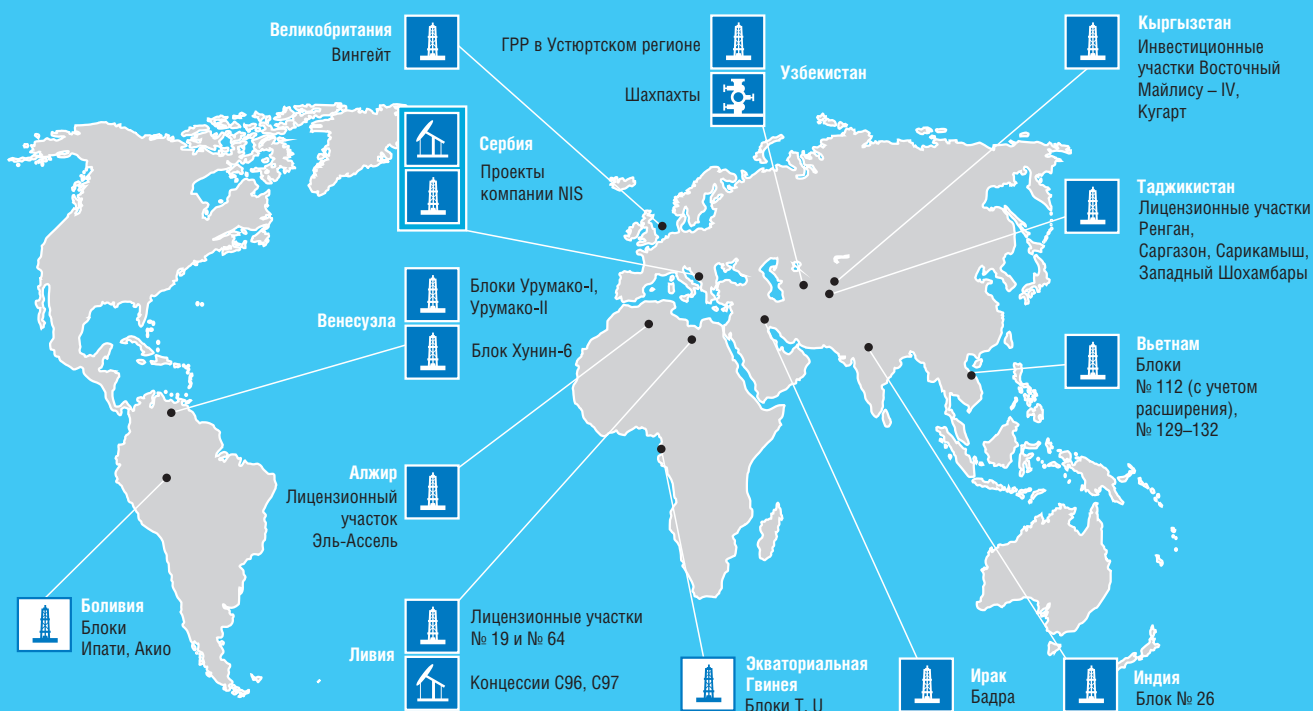 Великобритания
Вингейт
ГРР в Устюртском регионе
Шахпахты
Узбекистан
Кыргызстан
Инвестиционные
участки Восточный
Майлису – IV,
Кугарт
Сербия
Проекты
компании NIS
Таджикистан
Лицензионные участки
Ренган,
Саргазон, Сарикамыш,
Западный Шохамбары
Венесуэла
Блоки Урумако-I,
Урумако-II
Блок Хунин-6
Вьетнам
Блоки
№ 112 (с учетом
расширения),
№ 129–132
Алжир
Лицензионный
участок
Эль-Ассель
Боливия
Блоки
Ипати, Акио
Ливия
Лицензионные участки
№ 19 и № 64
Концессии С96, С97
Экваториальная
Гвинея
Блоки T, U
Ирак
Бадра
Индия
Блок № 26